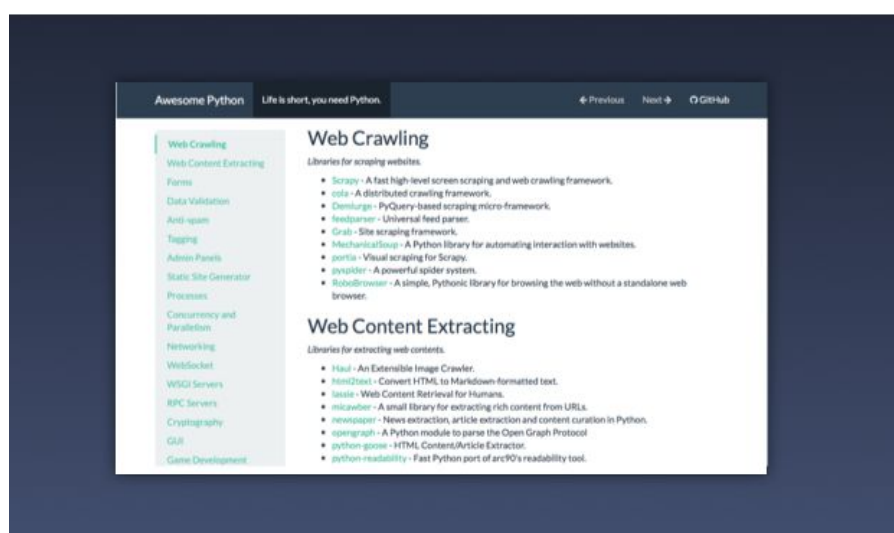 Awesome Python Life is short, you need Python. Previous Next GitHub
Web Crawling
Web Content Extracting
Forms
Data Validation
Anti-spam
Tagging
Admin Panels
Static Site Generator
Processes
Concurrency and
Parallelism
Networking
WebSocket
WSGI Servers
RPC Servers
Cryptography
GUI
Game Development
Web Crawling
Libraries for scraping websites.
Scrapy - A fast high-level screen scraping and web crawling framework.
cola - A distributed crawling framework.
Demiurge - PyQuery-based scraping micro-framework.
feedparser - Universal feed parser.
Grab - Site scraping framework.
MechanicalSoup - A Python library for automating interaction with websites.
portia - Visual scraping for Scrapy.
pyspider - A powerful spider system.
RoboBrowser - A simple, Pythonic library for browsing the web without a standalone web
browser.
Web Content Extracting
Libraries for extracting web contents.
Haul - An Extensible Image Crawler.
html2text - Convert HTML to Markdown-formatted text.
lassie - Web Content Retrieval for Humans.
micawber - A small library for extracting rich content from URLs.
newspaper - News extraction, article extraction and content curation in Python.
opengraph - A Python module to parse the Open Graph Protocol
python-goose - HTML Content/Article Extractor.
python-readability - Fast Python port of arc90's readability tool.